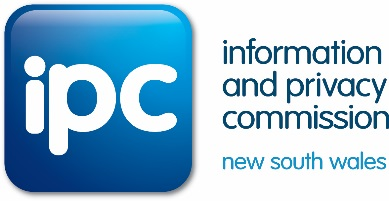 ipc
information
and privacy
commission
new south wales